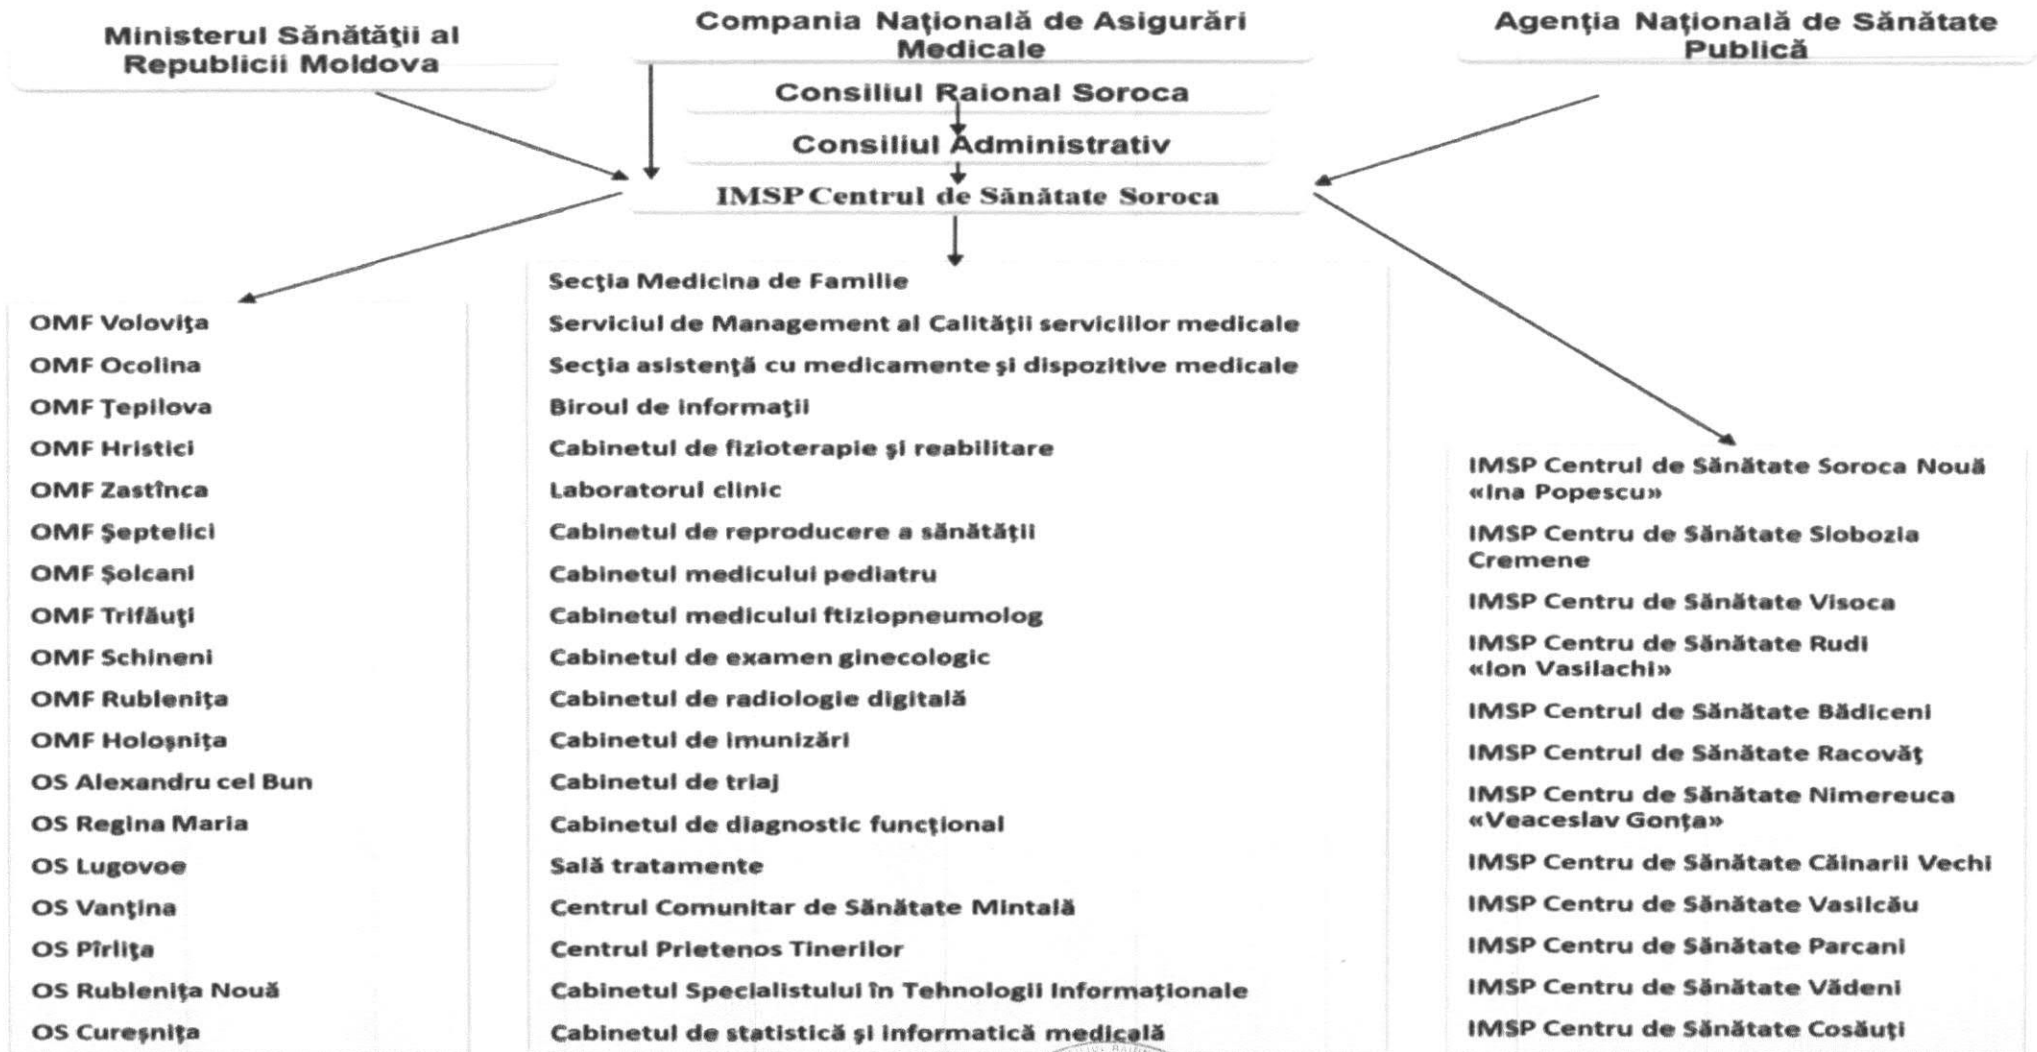 Ministerul Sănătăţii al
Republicii Moldova
Compania Naţională de Asigurări
Medicale
Agenţia Naţională de Sănătate
Publică
Consiliul Raional Soroca
Consiliul Administrativ
IMSP Centrul de Sănătate Soroca
OMF Voloviţa
OMF Ocolina
OMF Ţepilova
OMF Hristici
OMF Zastînca
OMF Şeptelici
OMF Şolcani
OMF Trifăuţi
OMF Schineni
OMF Rubleniţa
OMF Holoşniţa
OS Alexandru cel Bun
OS Regina Maria
OS Lugovoe
OS Vanţina
OS Pîrliţa
OS Rubleniţa Nouă
OS Cureşniţa
Secţia Medicina de Familie
Serviciul de Management al Calităţii serviciilor medicale
Secţia asistenţă cu medicamente şi dispozitive medicale
Biroul de informaţii
Cabinetul de fizioterapie şi reabilitare
Laboratorul clinic
Cabinetul de reproducere a sănătăţii
Cabinetul medicului pediatru
Cabinetul medicului ftiziopneumolog
Cabinetul de examen ginecologic
Cabinetul de radiologie digitală
Cabinetul de imunizări
Cabinetul de triaj
Cabinetul de diagnostic funcţional
Sală tratamente
Centrul Comunitar de Sănătate Mintală
Centrul Prietenos Tinerilor
Cabinetul Specialistului în Tehnologii Informaţionale
Cabinetul de statistică şi informatică medicală
IMSP Centrul de Sănătate Soroca Nouă
«Ina Popescu»
IMSP Centru de Sănătate Slobozia
Cremene
IMSP Centru de Sănătate Visoca
IMSP Centru de Sănătate Rudi
«Ion Vasilachi»
IMSP Centrul de Sănătate Bădiceni
IMSP Centrul de Sănătate Racovăţ
IMSP Centru de Sănătate Nimereuca
«Veaceslav Gonţa»
IMSP Centru de Sănătate Căinarii Vechi
IMSP Centru de Sănătate Vasilcău
IMSP Centru de Sănătate Parcani
IMSP Centru de Sănătate Vădeni
IMSP Centru de Sănătate Cosăuţi